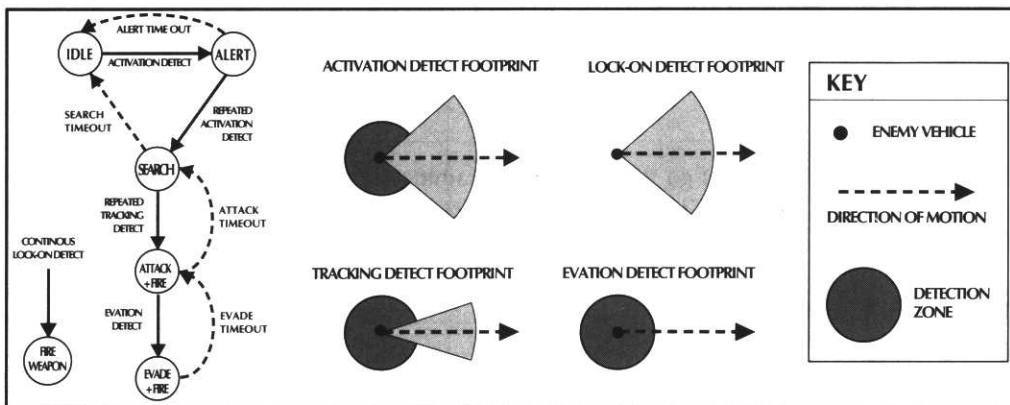 ALERT TIME OUT
IDLE
ALERT
ACTIVATION DETECT
SEARCH
TIMEOUT
REPEATED
ACTIVATION
DETECT
SEARCH
REPEATED
TRACKING
DETECT
ATTACK
TIMEOUT
CONTINOUS
LOCK-ON DETECT
ATTACK
+FIRE
EVATION
DETECT
EVADE
TIMEOUT
FIRE
WEAPON
EVADE
+FIRE
ACTIVATION DETECT FOOTPRINT
LOCK-ON DETECT FOOTPRINT
TRACKING DETECT FOOTPRINT
EVATION DETECT FOOTPRINT
KEY
ENEMY VEHICLE
DIRECTION OF MOTION
DETECTION
ZONE